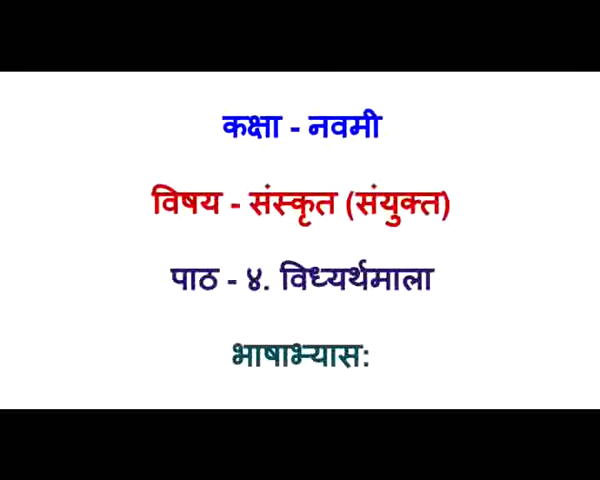 कक्षा - नवमी
विषय - संस्कृत (संयुक्त)
पाठ - ४. विध्यर्थमाला
भाषाभ्यास: